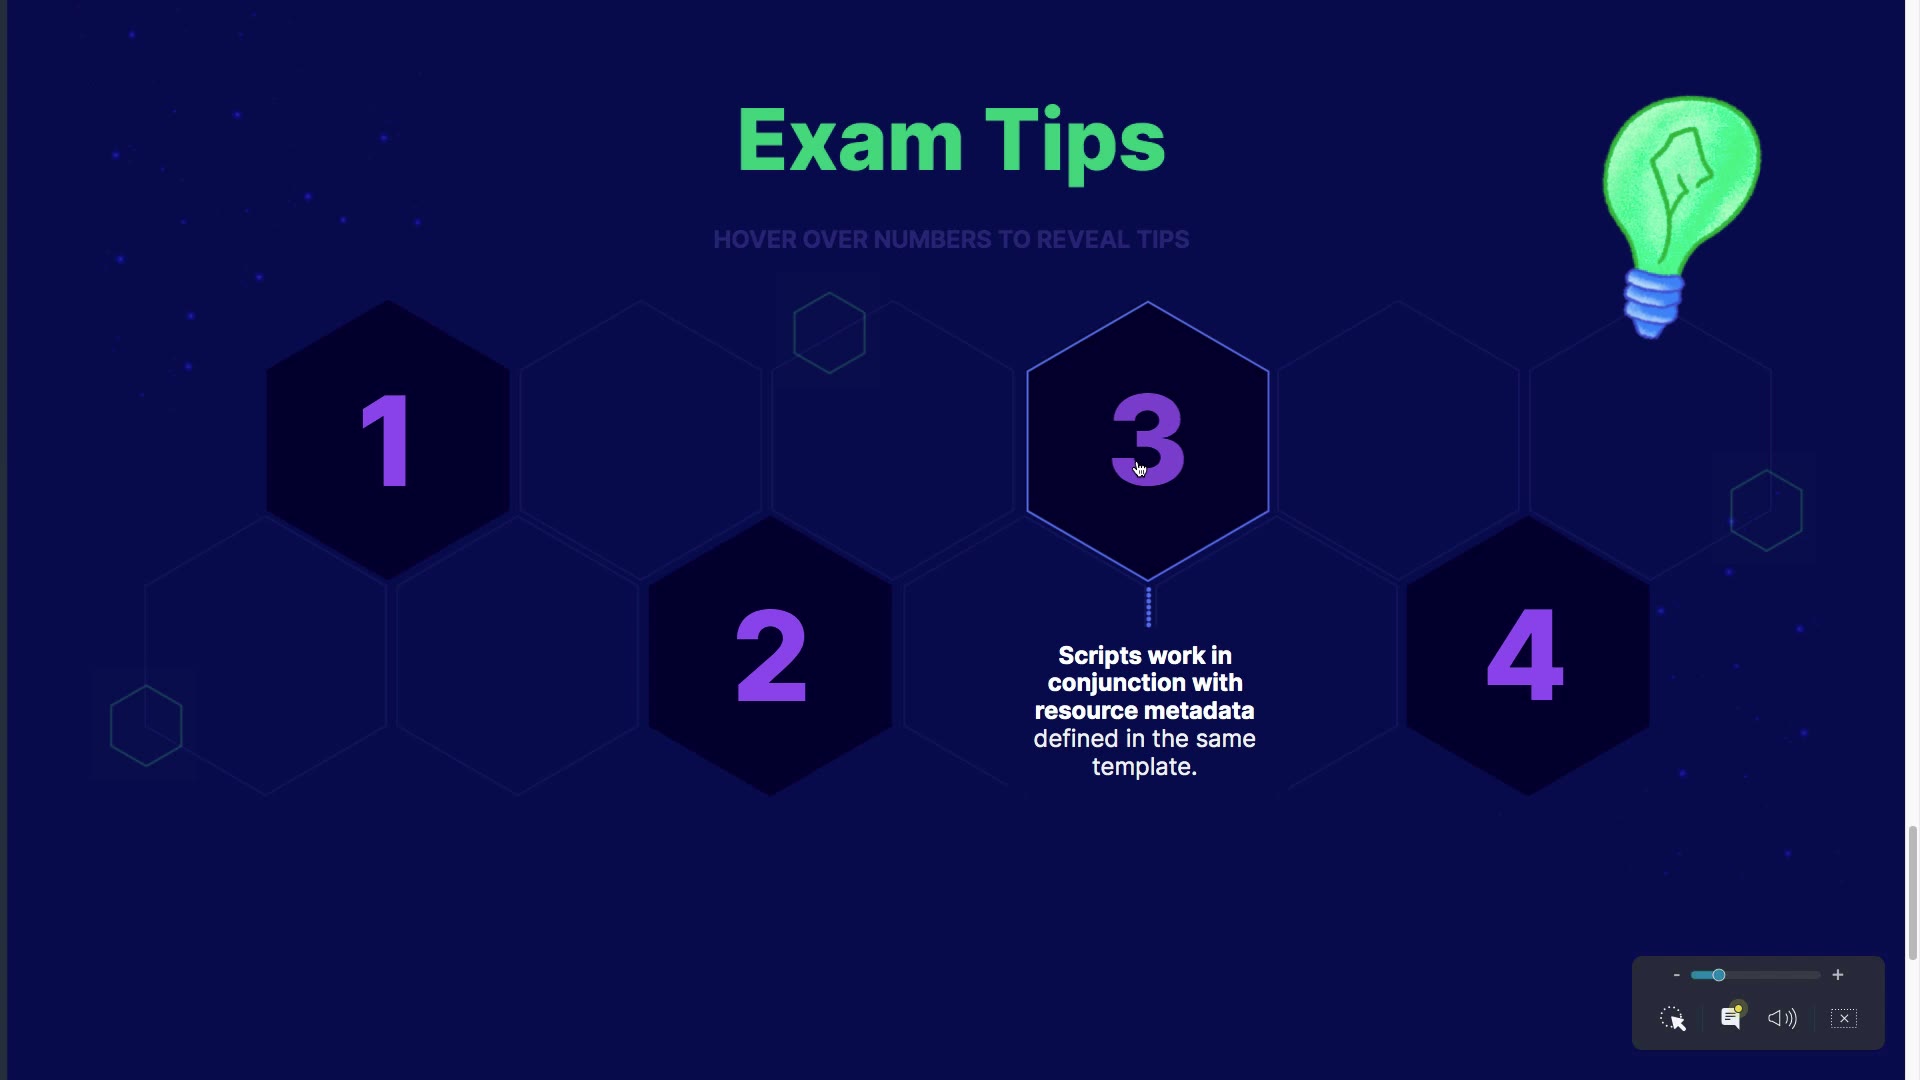 Exam Tips
HOVER OVER NUMBERS TO REVEAL TIPS
1
3
2
4
Scripts work in
conjunction with
resource metadata
defined in the same
template.
- +